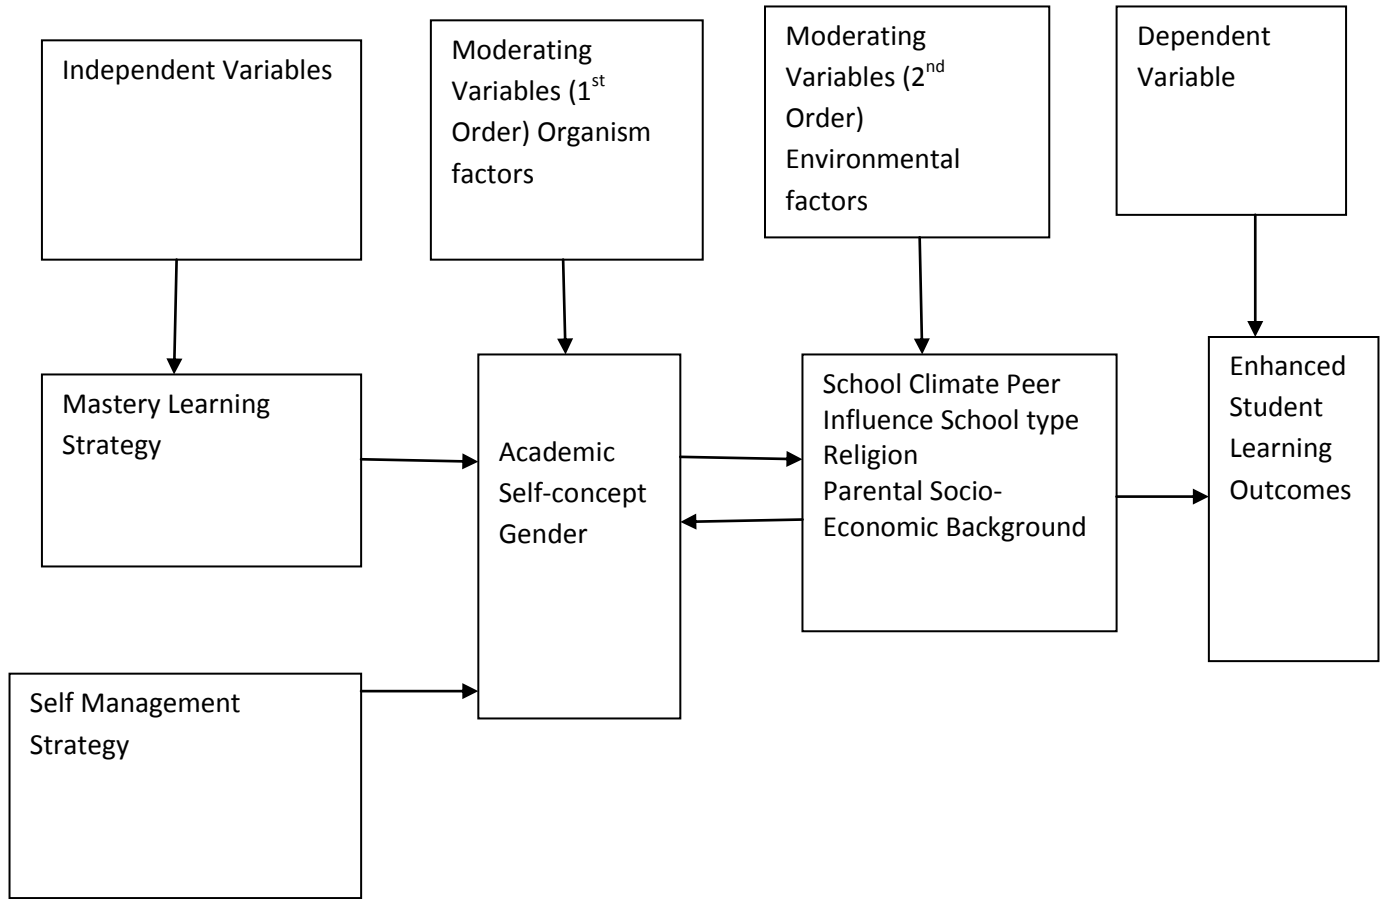 Independent Variables
Moderating
Variables (1st
Order) Organism
factors
Moderating
Variables (2nd
Order)
Environmental
factors
Dependent
Variable
Mastery Learning
Strategy
Academic
Self-concept
Gender
School Climate Peer
Influence School type
Religion
Parental Socio-
Economic Background
Enhanced
Student
Learning
Outcomes
Self Management
Strategy